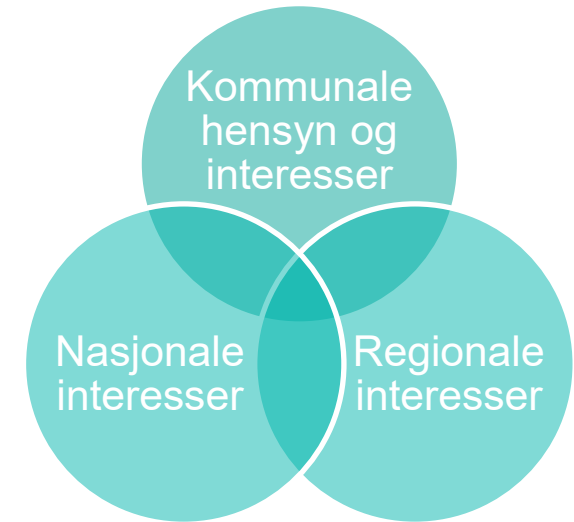 Kommunale
hensyn og
interesser
Nasjonale
interesser
Regionale
interesser